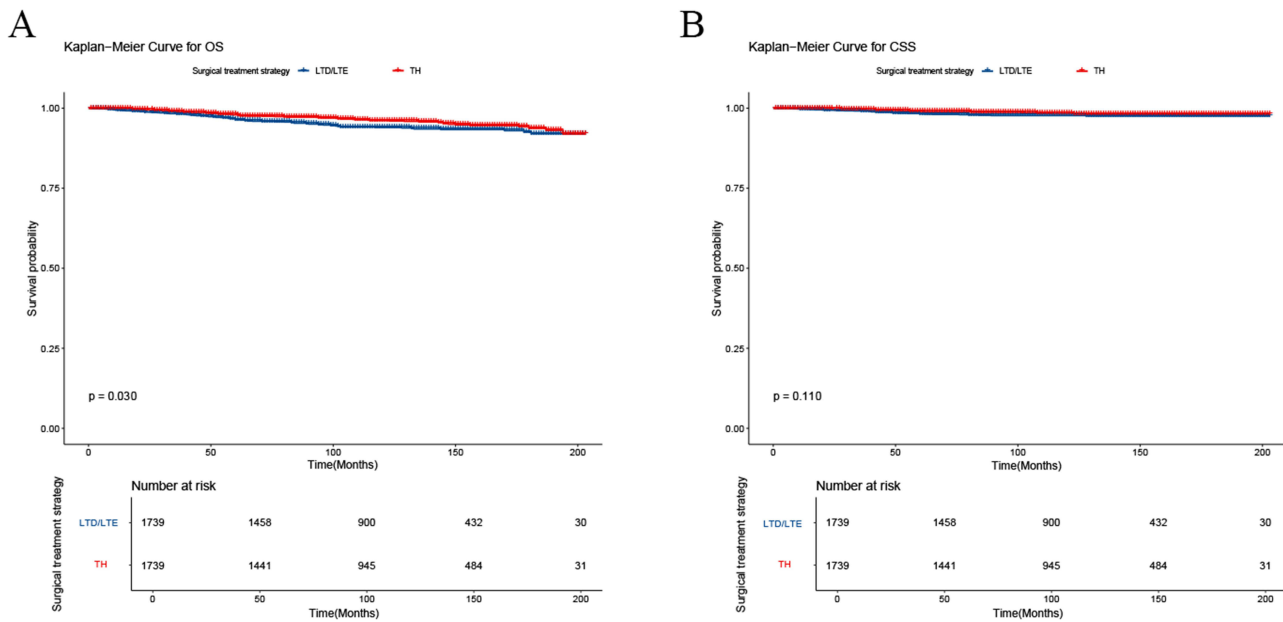 A
Kaplan-Meier Curve for OS
Surgical treatment strategy LTD/LTE TH
1.00
0.75
0.50
0.25
0.00
Survival probability
p = 0.030
0 50 100 150 200
Time(Months)
Number at risk
Surgical treatment strategy
LTD/LTE 1739 1458 900 432 30
TH 1739 1441 945 484 31
0 50 100 150 200
Time(Months)
B
Kaplan-Meier Curve for CSS
Surgical treatment strategy LTD/LTE TH
1.00
0.75
0.50
0.25
0.00
Survival probability
p = 0.110
0 50 100 150 200
Time(Months)
Number at risk
Surgical treatment strategy
LTD/LTE 1739 1458 900 432 30
TH 1739 1441 945 484 31
0 50 100 150 200
Time(Months)